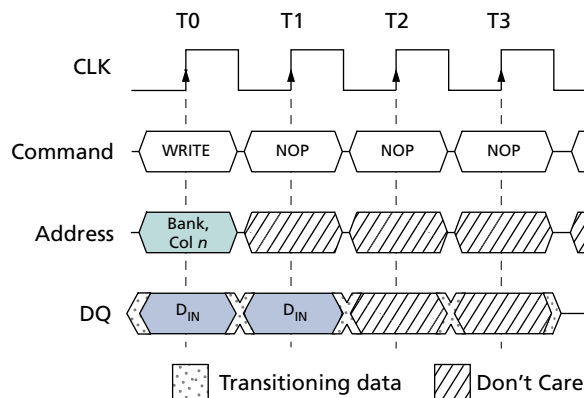 T0 T1 T2 T3
CLK
Command WRITE NOP NOP NOP
Address Bank,
Col n
DQ DIN DIN
Transitioning data Don't Care